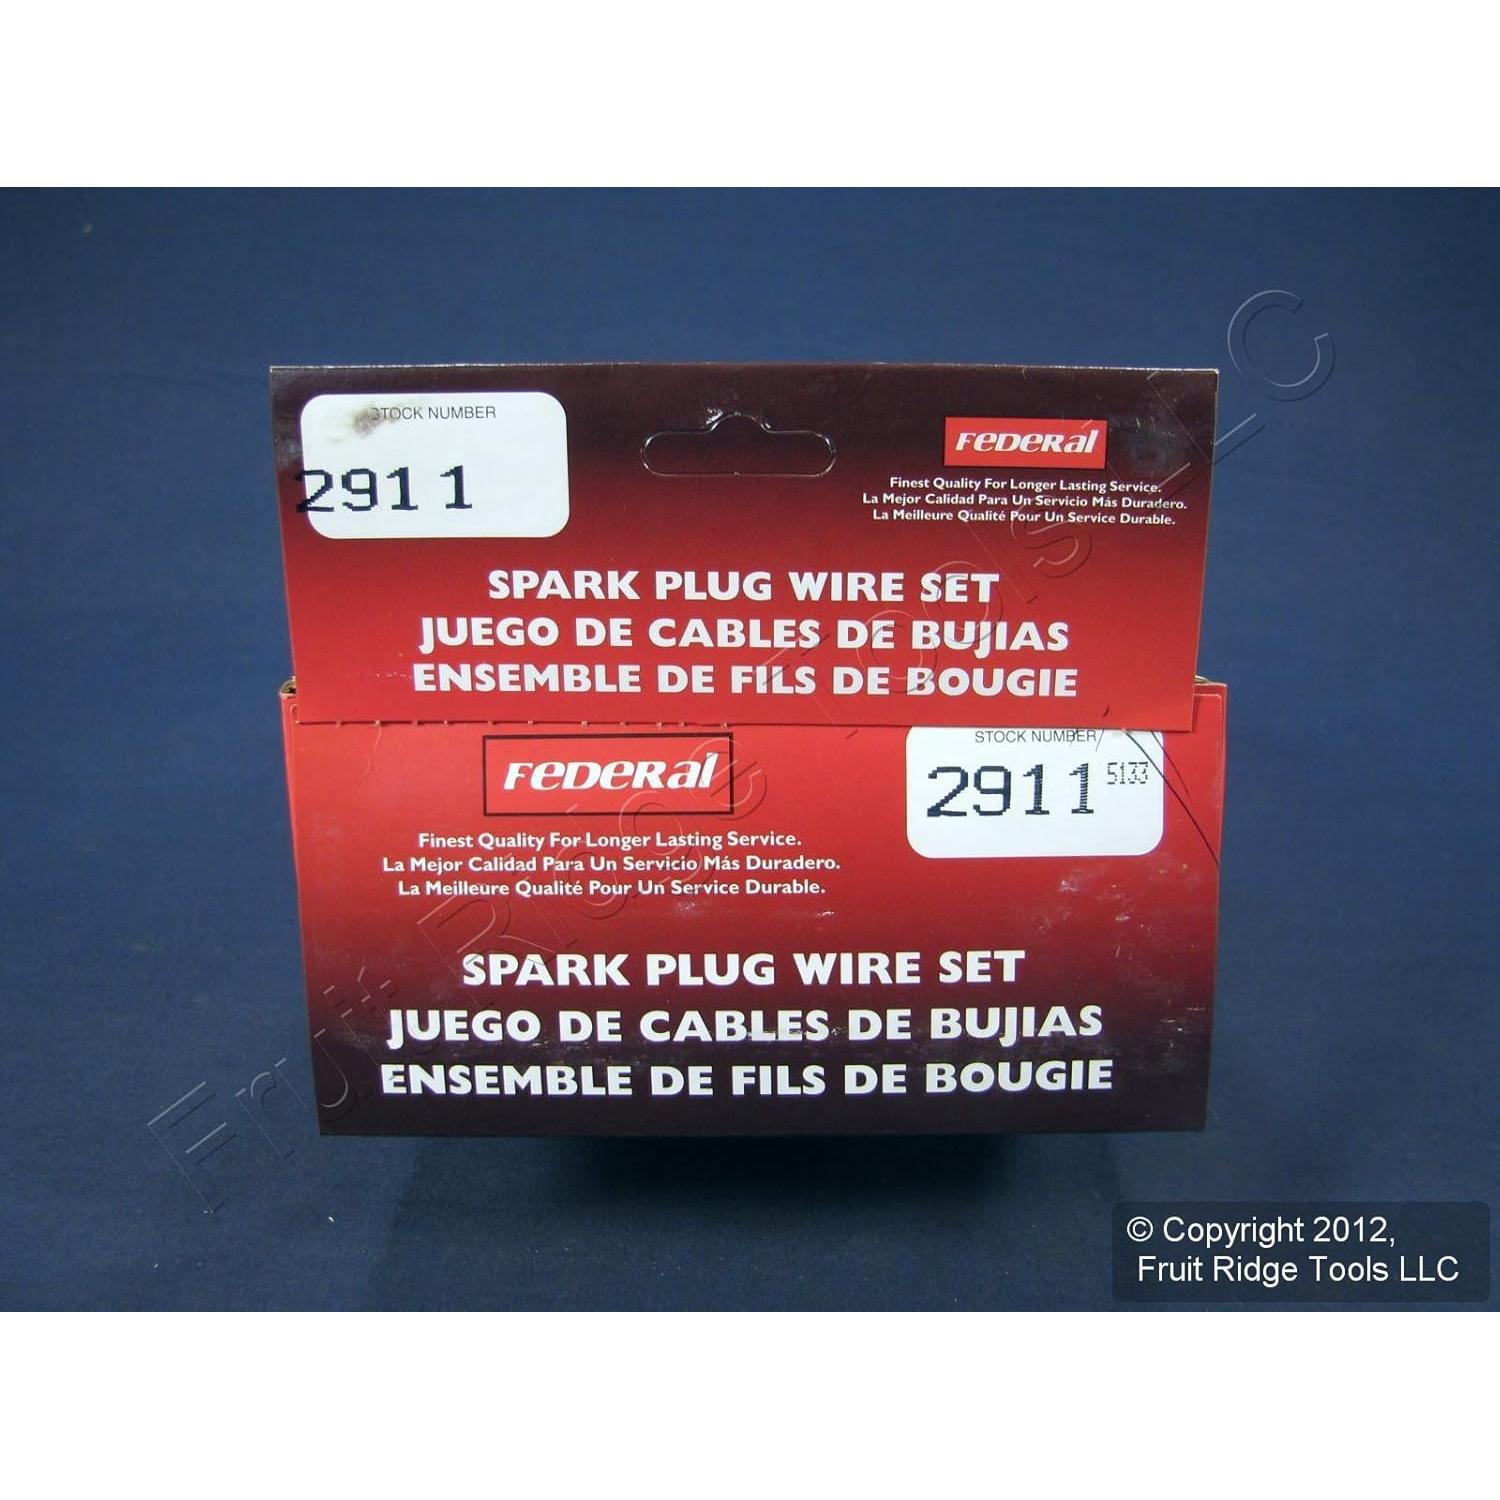 STOCK NUMBER
2911
FEDERal
Finest Quality For Longer Lasting Service.
La Mejor Calidad Para Un Servicio Más Duradero.
La Meilleure Qualité Pour Un Service Durable.
SPARK PLUG WIRE SET
JUEGO DE CABLES DE BUJIAS
ENSEMBLE DE FILS DE BOUGIE
FEDERal
STOCK NUMBER
2911 5133
Finest Quality For Longer Lasting Service.
La Mejor Calidad Para Un Servicio Más Duradero.
La Meilleure Qualité Pour Un Service Durable.
SPARK PLUG WIRE SET
JUEGO DE CABLES DE BUJIAS
ENSEMBLE DE FILS DE BOUGIE
Fruit Ridge Tools LLC
© Copyright 2012,
Fruit Ridge Tools LLC